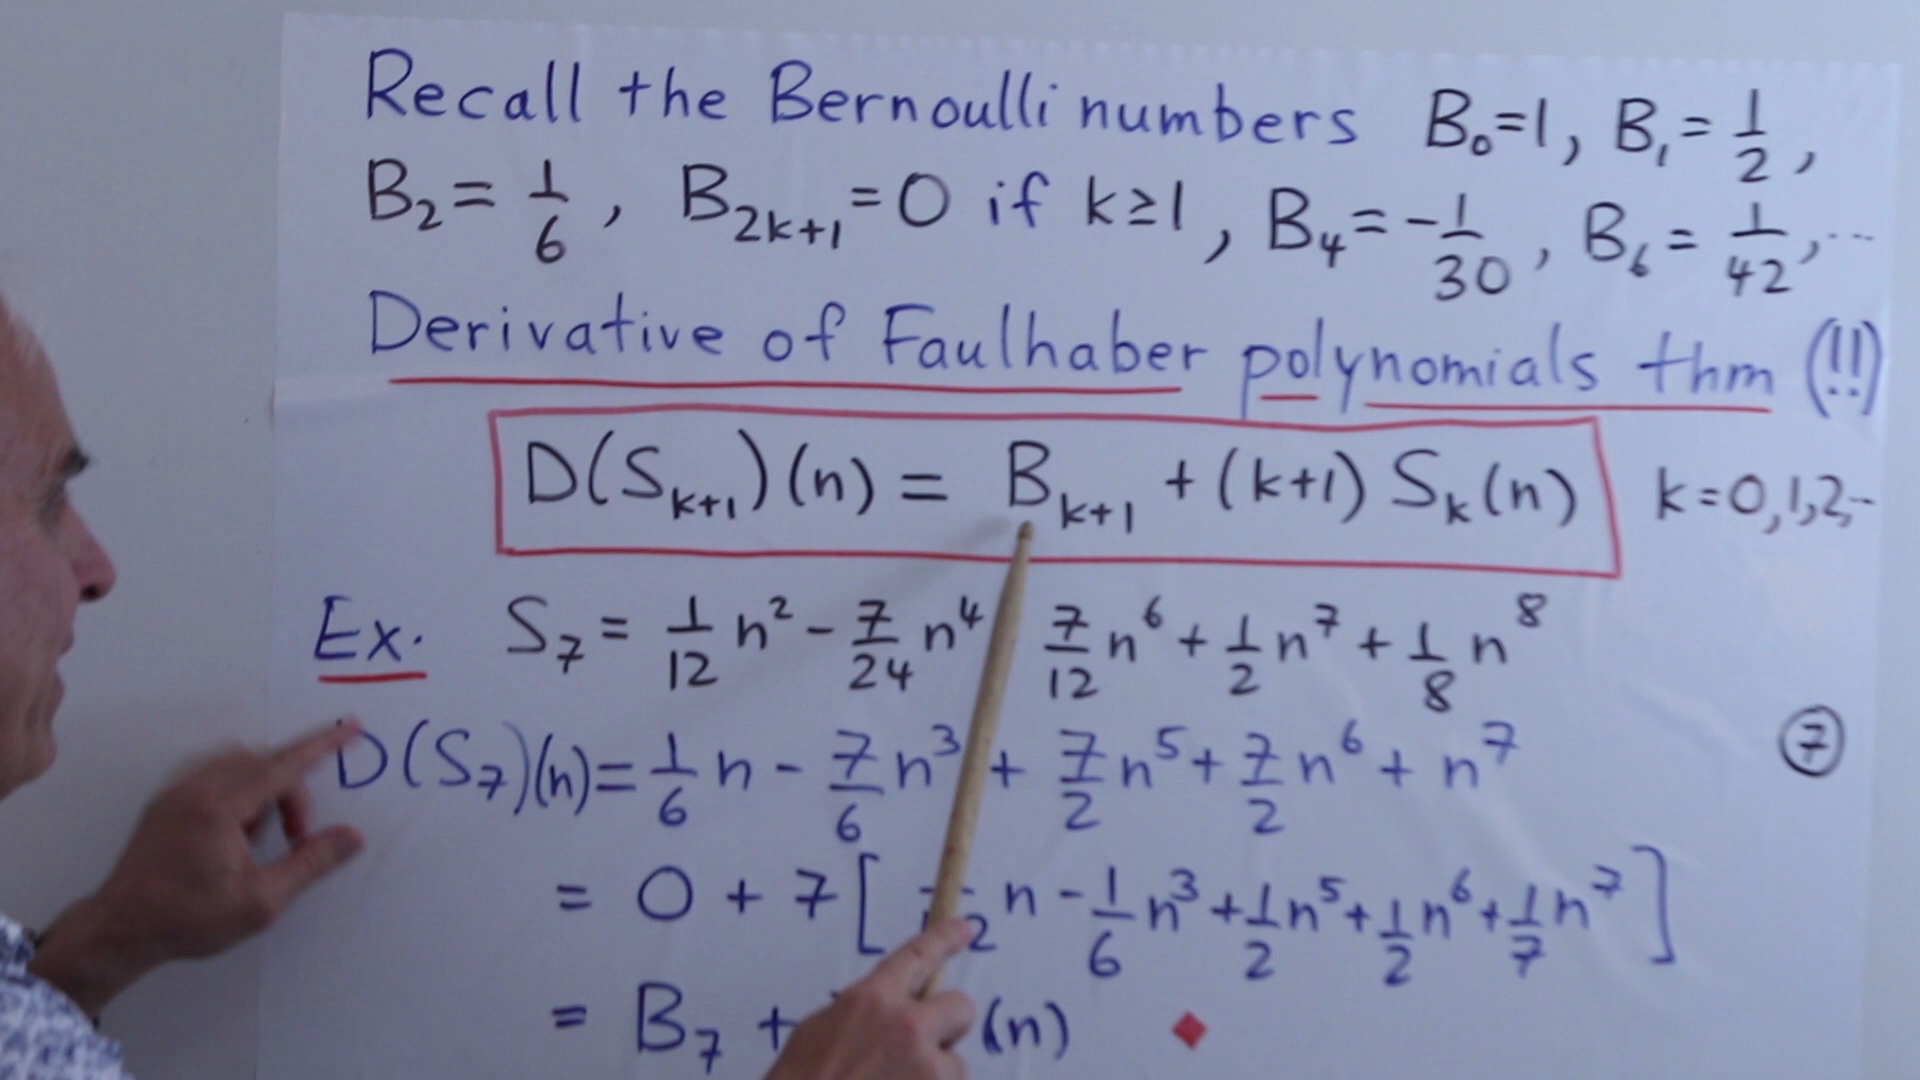 Recall the Bernoulli numbers B₀=1, B₁=1/2,
B₂=1/6, B₂ₖ₊₁=0 if k≥1, B₄=-1/30, B₆=1/42,...
Derivative of Faulhaber polynomials thm (!!)
D(Sₖ₊₁)(n) = Bₖ₊₁ + (k+1) Sₖ(n) k=0,1,2,..
Ex. S₇ = 1/12 n² - 7/24 n⁴ 7/12 n⁶ + 1/2 n⁷ + 1/8 n⁸
D(S₇)(n) = 1/6 n - 7/6 n³ + 7/2 n⁵ + 7/2 n⁶ + n⁷
7
= 0 + 7[ 2 n - 1/6 n³ + 1/2 n⁵ + 1/2 n⁶ + 1/7 n⁷ ]
= B₇ + (n)